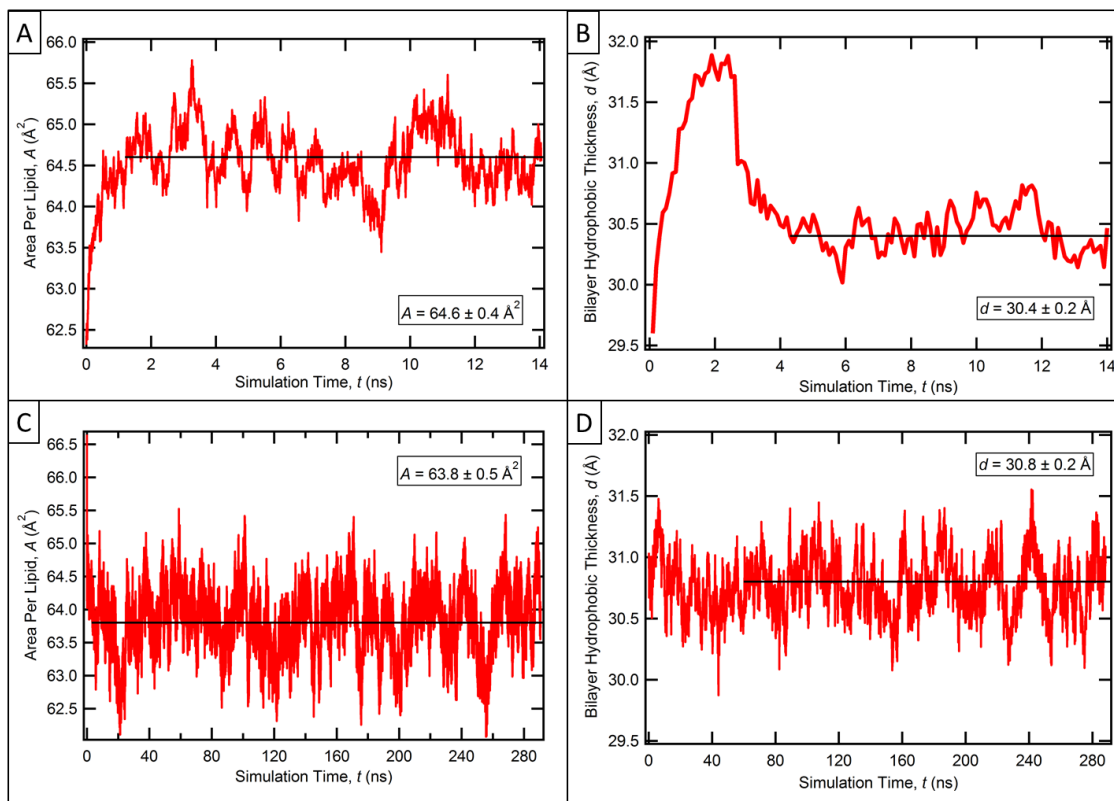 A
Area Per Lipid, A (Å²)
66.0
65.5
65.0
64.5
64.0
63.5
63.0
62.5
A = 64.6 ± 0.4 Å²
0 2 4 6 8 10 12 14
Simulation Time, t (ns)
B
Bilayer Hydrophobic Thickness, d (Å)
32.0
31.5
31.0
30.5
30.0
29.5
d = 30.4 ± 0.2 Å
0 2 4 6 8 10 12 14
Simulation Time, t (ns)
C
Area Per Lipid, A (Å²)
66.5
66.0
65.5
65.0
64.5
64.0
63.5
63.0
62.5
A = 63.8 ± 0.5 Å²
0 40 80 120 160 200 240 280
Simulation Time, t (ns)
D
Bilayer Hydrophobic Thickness, d (Å)
32.0
31.5
31.0
30.5
30.0
29.5
d = 30.8 ± 0.2 Å
0 40 80 120 160 200 240 280
Simulation Time, t (ns)